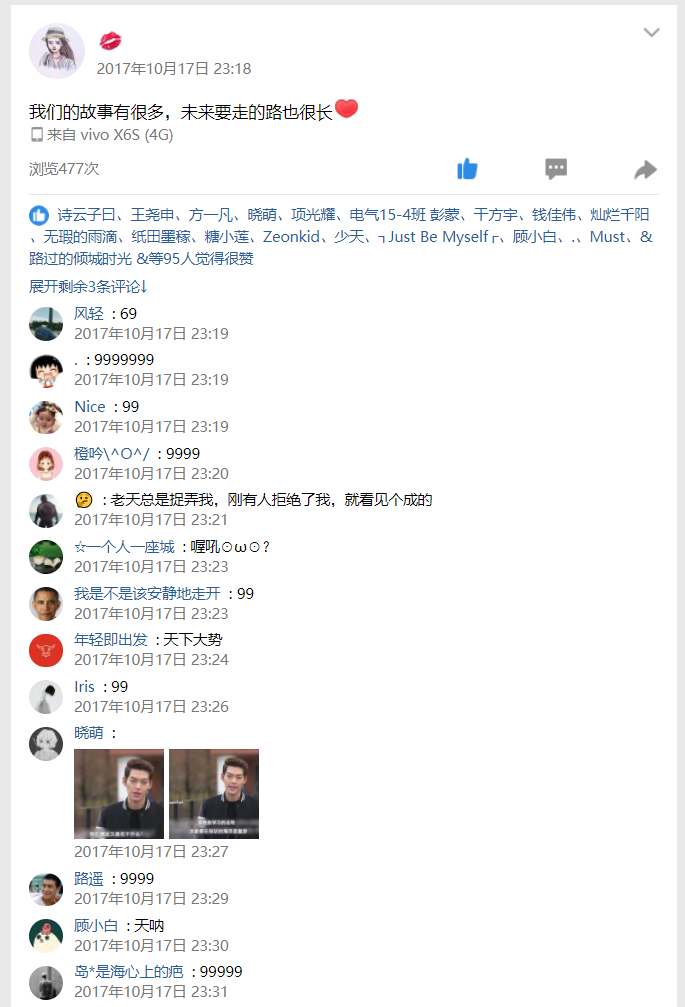 2017年10月17日 23:18
我们的故事有很多，未来要走的路也很长
来自 vivo X6S (4G)
浏览477次
诗云子曰、王尧申、方一凡、晓萌、项光耀、电气15-4班 彭蒙、干方宇、钱佳伟、灿烂千阳
、无瑕的雨滴、纸田墨稼、糖小莲、Zeonkid、少天、┐Just Be Myself┌、顾小白、.、Must、&
路过的倾城时光 &等95人觉得很赞
展开剩余3条评论↓
风轻 : 69
2017年10月17日 23:19
. : 9999999
2017年10月17日 23:19
Nice : 99
2017年10月17日 23:19
橙吟\^O^/ : 9999
2017年10月17日 23:20
: 老天总是捉弄我，刚有人拒绝了我，就看见个成的
2017年10月17日 23:21
☆一个人一座城 : 喔吼⊙ω⊙？
2017年10月17日 23:23
我是不是该安静地走开 : 99
2017年10月17日 23:23
年轻即出发 : 天下大势
2017年10月17日 23:24
Iris : 99
2017年10月17日 23:26
晓萌 :
2017年10月17日 23:27
路遥 : 9999
2017年10月17日 23:29
顾小白 : 天呐
2017年10月17日 23:30
岛*是海心上的疤 : 99999
2017年10月17日 23:31